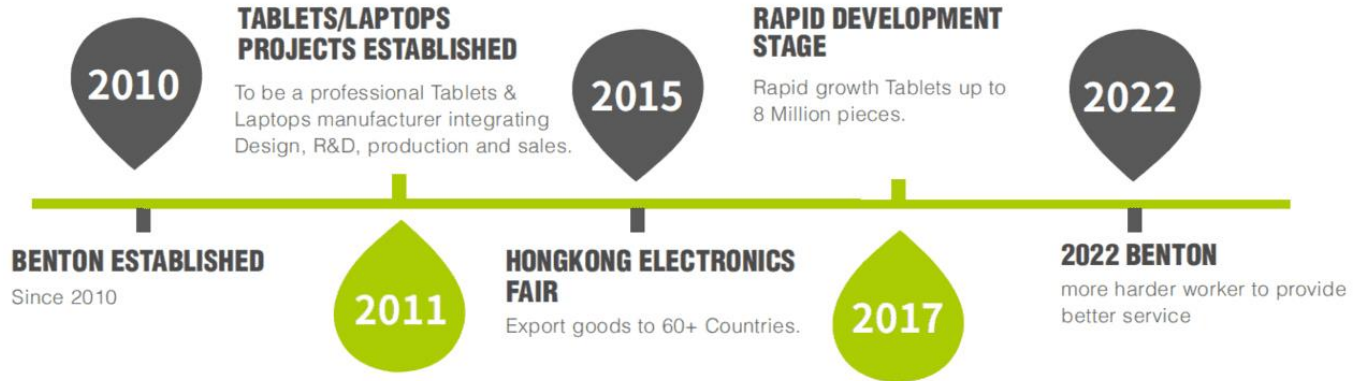 2010
BENTON ESTABLISHED
Since 2010
TABLETS/LAPTOPS
PROJECTS ESTABLISHED
To be a professional Tablets &
Laptops manufacturer integrating
Design, R&D, production and sales.
2011
2015
HONGKONG ELECTRONICS
FAIR
Export goods to 60+ Countries.
RAPID DEVELOPMENT
STAGE
Rapid growth Tablets up to
8 Million pieces.
2017
2022
2022 BENTON
more harder worker to provide
better service